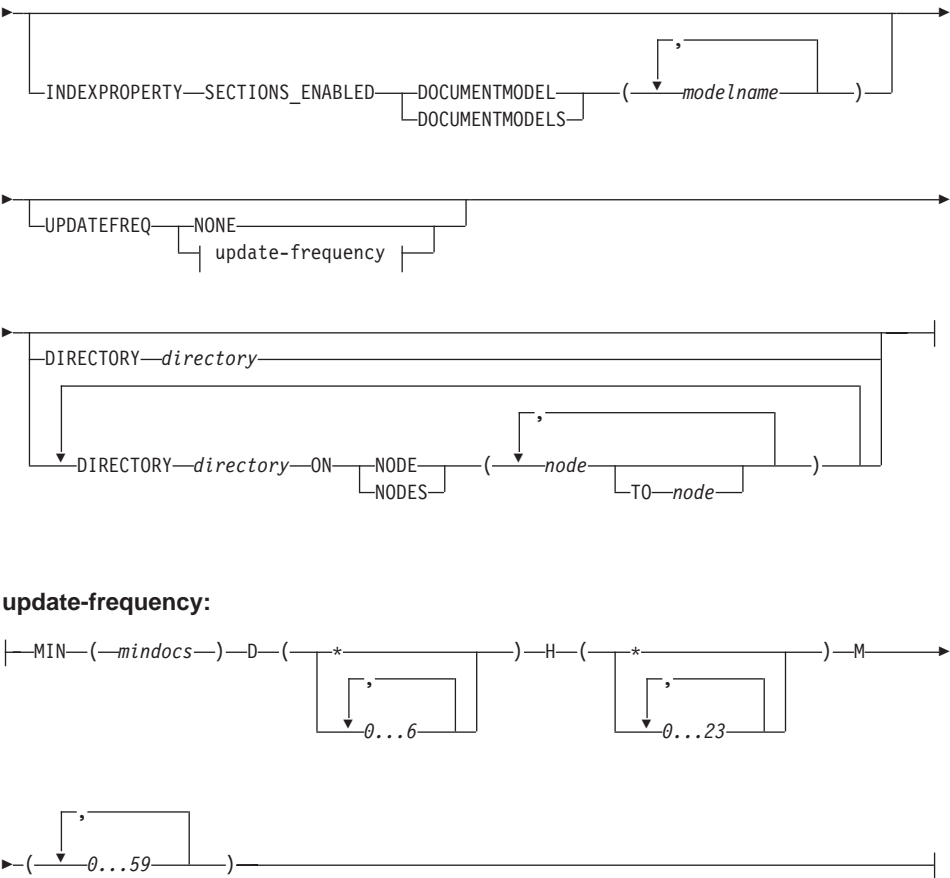 ,
INDEXPROPERTY SECTIONS_ENABLED DOCUMENTMODEL ( modelname )
DOCUMENTMODELS
UPDATEFREQ NONE
update-frequency
DIRECTORY directory
,
DIRECTORY directory ON NODE ( node )
NODES TO node
update-frequency:
MIN ( mindocs ) D ( * ) H ( * ) M
, ,
0...6 0...23
,
( 0...59 )